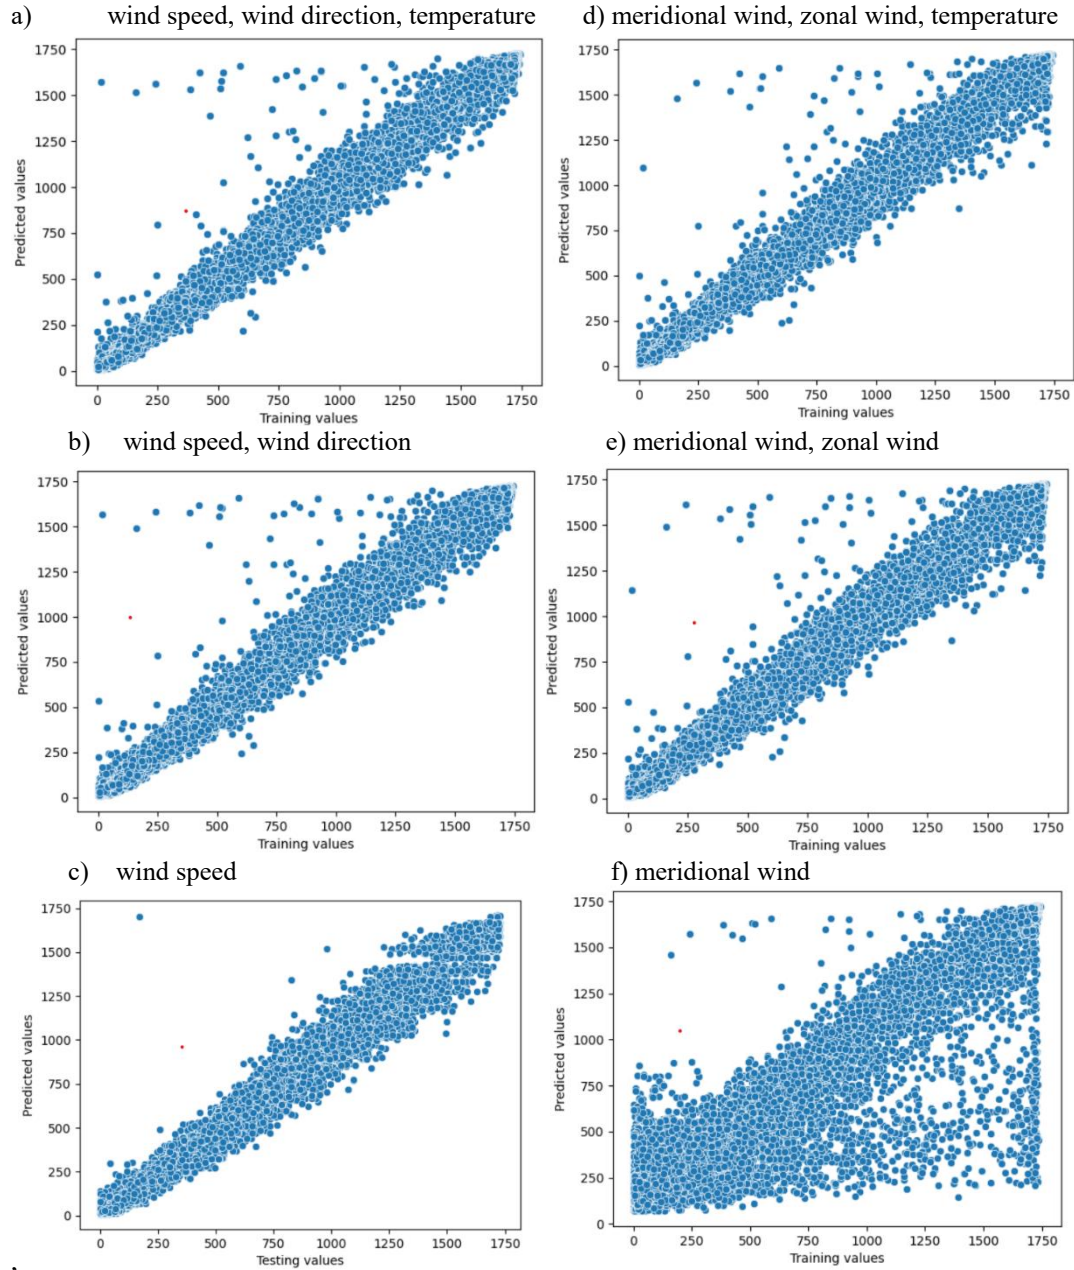 a) wind speed, wind direction, temperature
1750
1500
1250
1000
750
500
250
0
Predicted values
0 250 500 750 1000 1250 1500 1750
Training values
d) meridional wind, zonal wind, temperature
1750
1500
1250
1000
750
500
250
0
Predicted values
0 250 500 750 1000 1250 1500 1750
Training values
b) wind speed, wind direction
1750
1500
1250
1000
750
500
250
0
Predicted values
0 250 500 750 1000 1250 1500 1750
Training values
e) meridional wind, zonal wind
1750
1500
1250
1000
750
500
250
0
Predicted values
0 250 500 750 1000 1250 1500 1750
Training values
c) wind speed
1750
1500
1250
1000
750
500
250
0
Predicted values
0 250 500 750 1000 1250 1500 1750
Testing values
f) meridional wind
1750
1500
1250
1000
750
500
250
0
Predicted values
0 250 500 750 1000 1250 1500 1750
Training values